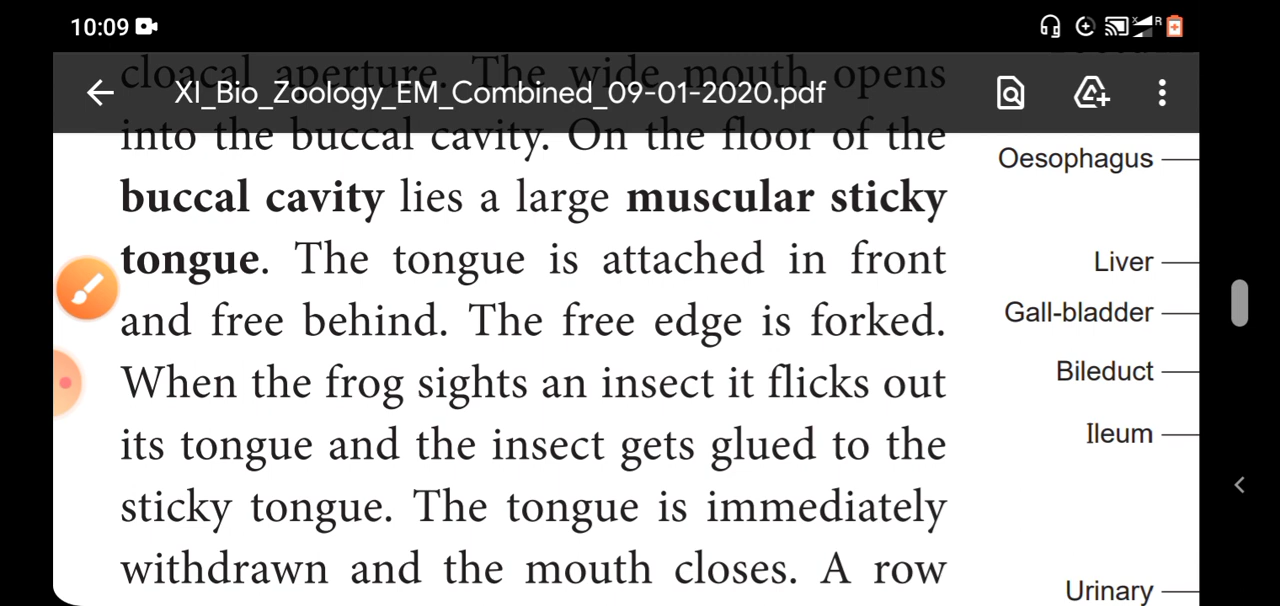 10:09
XI_Bio_Zoology_EM_Combined_09-01-2020.pdf
cloacal aperture. The wide mouth opens
into the buccal cavity. On the floor of the
buccal cavity lies a large muscular sticky
tongue. The tongue is attached in front
and free behind. The free edge is forked.
When the frog sights an insect it flicks out
its tongue and the insect gets glued to the
sticky tongue. The tongue is immediately
withdrawn and the mouth closes. A row
Oesophagus
Liver
Gall-bladder
Bileduct
Ileum
Urinary